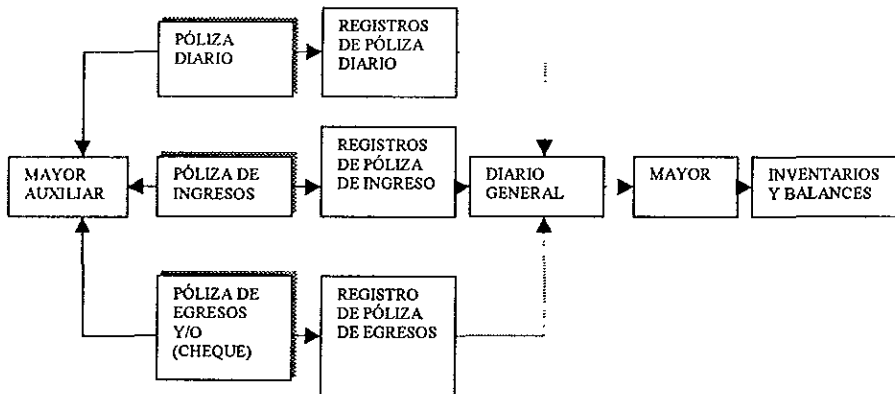 PÓLIZA
DIARIO
REGISTROS
DE PÓLIZA
DIARIO
MAYOR
AUXILIAR
PÓLIZA DE
INGRESOS
REGISTROS
DE PÓLIZA
DE INGRESO
DIARIO
GENERAL
MAYOR
INVENTARIOS
Y BALANCES
PÓLIZA DE
EGRESOS
Y/O
(CHEQUE)
REGISTRO
DE PÓLIZA
DE EGRESOS